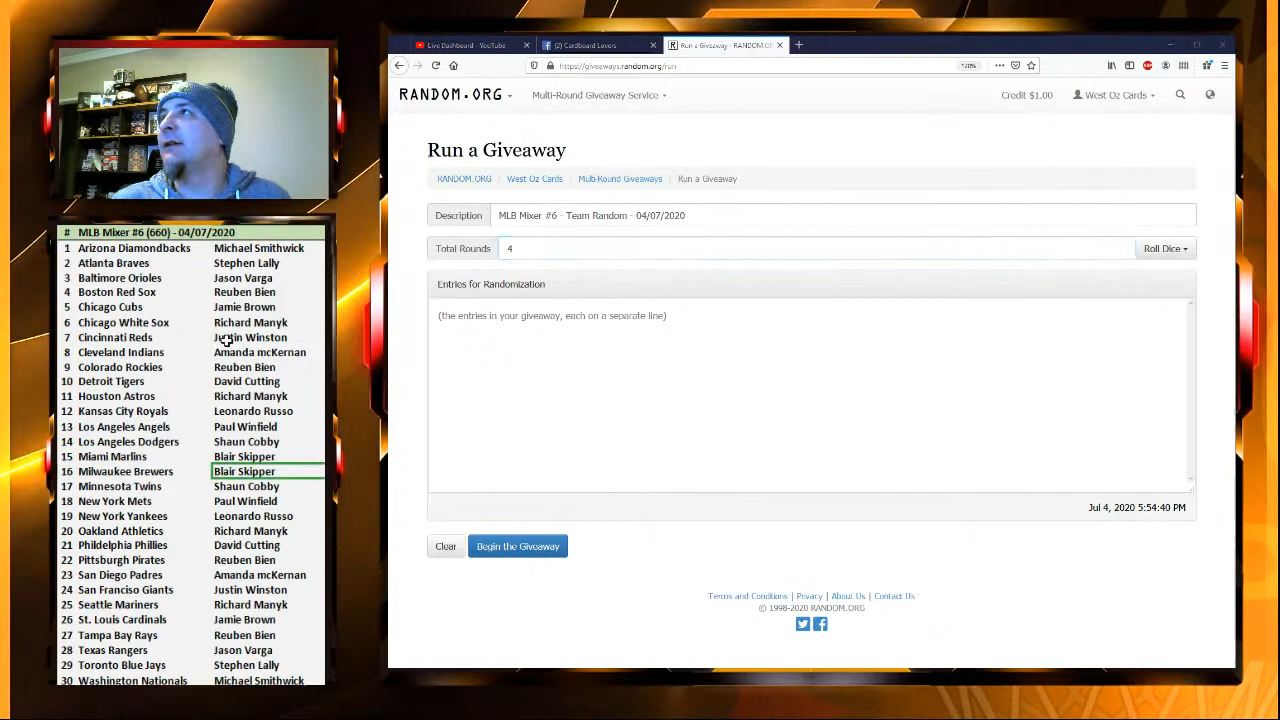 Live Dashboard - YouTube
(2) Cardboard Lovers
Run a Giveaway - RANDOM.OR
https://giveaways.random.org/run
120%
RANDOM.ORG
Multi-Round Giveaway Service
Credit $1.00
West Oz Cards
Run a Giveaway
RANDOM.ORG / West Oz Cards / Multi-Round Giveaways / Run a Giveaway
Description MLB Mixer #6 - Team Random - 04/07/2020
Total Rounds 4 Roll Dice
Entries for Randomization
(the entries in your giveaway, each on a separate line)
Jul 4, 2020 5:54:40 PM
Clear Begin the Giveaway
Terms and Conditions | Privacy | About Us | Contact Us
© 1998-2020 RANDOM.ORG
# MLB Mixer #6 (660) - 04/07/2020
1 Arizona Diamondbacks Michael Smithwick
2 Atlanta Braves Stephen Lally
3 Baltimore Orioles Jason Varga
4 Boston Red Sox Reuben Bien
5 Chicago Cubs Jamie Brown
6 Chicago White Sox Richard Manyk
7 Cincinnati Reds Justin Winston
8 Cleveland Indians Amanda mcKernan
9 Colorado Rockies Reuben Bien
10 Detroit Tigers David Cutting
11 Houston Astros Richard Manyk
12 Kansas City Royals Leonardo Russo
13 Los Angeles Angels Paul Winfield
14 Los Angeles Dodgers Shaun Cobby
15 Miami Marlins Blair Skipper
16 Milwaukee Brewers Blair Skipper
17 Minnesota Twins Shaun Cobby
18 New York Mets Paul Winfield
19 New York Yankees Leonardo Russo
20 Oakland Athletics Richard Manyk
21 Phildelphia Phillies David Cutting
22 Pittsburgh Pirates Reuben Bien
23 San Diego Padres Amanda mcKernan
24 San Franciso Giants Justin Winston
25 Seattle Mariners Richard Manyk
26 St. Louis Cardinals Jamie Brown
27 Tampa Bay Rays Reuben Bien
28 Texas Rangers Jason Varga
29 Toronto Blue Jays Stephen Lally
30 Washington Nationals Michael Smithwick